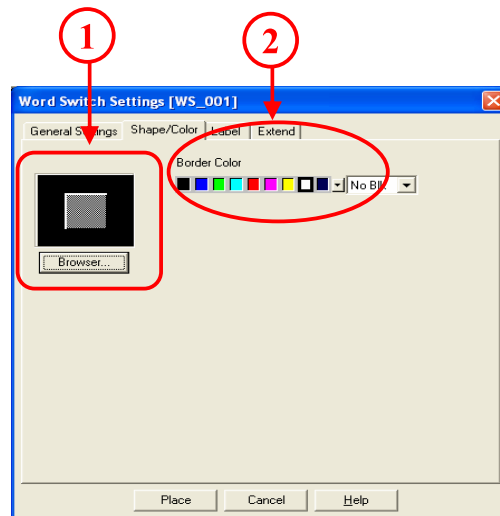 1
2
Word Switch Settings [WS_001]
General Settings Shape/Color Label Extend
Border Color
No Blk
Browser...
Place Cancel Help